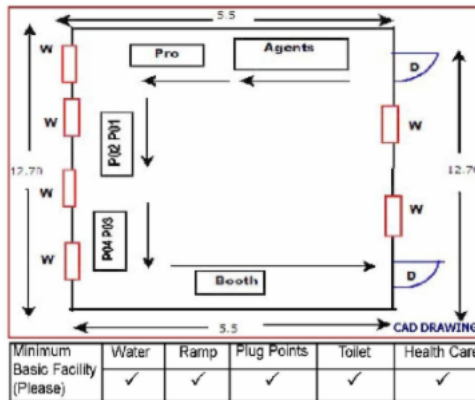 5.5
W
Pro
Agents
D
W
P02 P01
W
12.70
12.70
W
P04 P03
W
W
D
Booth
5.5
CAD DRAWING
Minimum Basic Facility (Please) Water Ramp Plug Points Toilet Health Care
✓ ✓ ✓ ✓ ✓